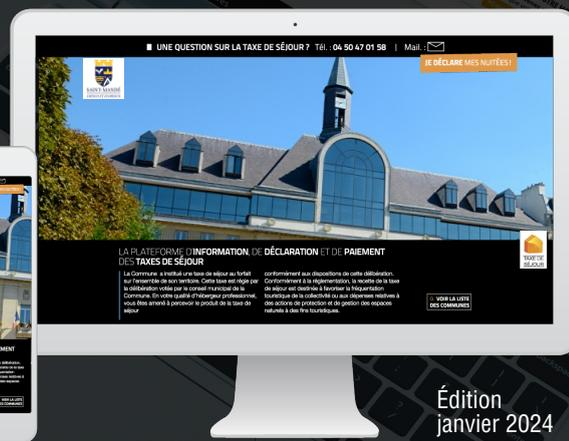 UNE QUESTION SUR LA TAXE DE SÉJOUR ? Tél. : 04 50 47 01 58 | Mail. :
JE DÉCLARE MES NUITÉES !
SAINT-MANDÉ
LA PLATEFORME D'INFORMATION, DE DÉCLARATION ET DE PAIEMENT
DES TAXES DE SÉJOUR
La Commune a institué une taxe de séjour au forfait
sur l'ensemble de son territoire. Cette taxe est régie par
la délibération votée par le conseil municipal de la
Commune. En votre qualité d'hébergeur professionnel,
vous êtes amené à percevoir le produit de la taxe de
séjour
conformément aux dispositions de cette délibération.
Conformément à la réglementation, la recette de la taxe
de séjour est destinée à favoriser la fréquentation
touristique de la collectivité ou aux dépenses relatives à
des actions de protection et de gestion des espaces
naturels à des fins touristiques.
TAXE DE
SÉJOUR
VOIR LA LISTE
DES COMMUNES
EMENT
VOIR LA LISTE
DES COMMUNES
Édition
janvier 2024